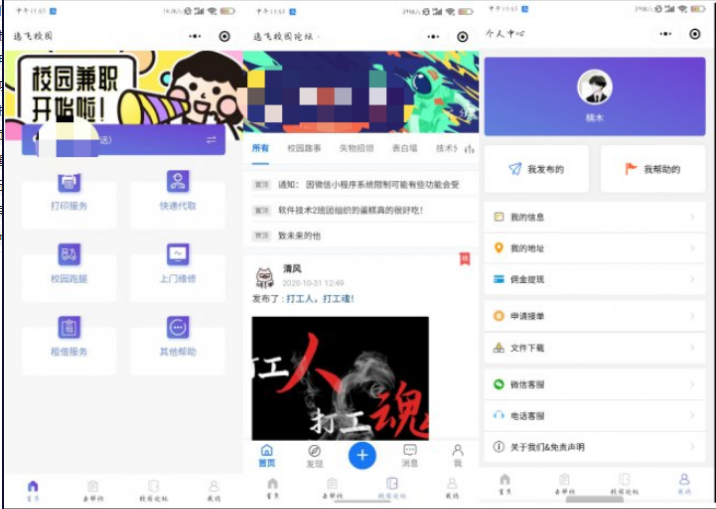 中午11:53
逸飞校园
校园兼职
开始啦!
打印服务
快递代取
校园跑腿
上门维修
租借服务
其他帮助
首页
去帮忙
校园论坛
我的
中午11:53
逸飞校园论坛
所有
校园趣事
失物招领
表白墙
技术
置顶 通知： 因微信小程序系统限制可能有些功能会受
置顶 软件技术2班团组织的蛋糕真的很好吃!
置顶 致未来的他
清风
2020-10-31 12:49
发布了：打工人，打工魂!
打工人
打工魂
首页
发现
消息
我
首页
去帮忙
校园论坛
我的
中午11:53
个人中心
我发布的
我帮助的
我的信息
我的地址
佣金提现
申请接单
文件下载
微信客服
电话客服
关于我们&免责声明
首页
去帮忙
校园论坛
我的